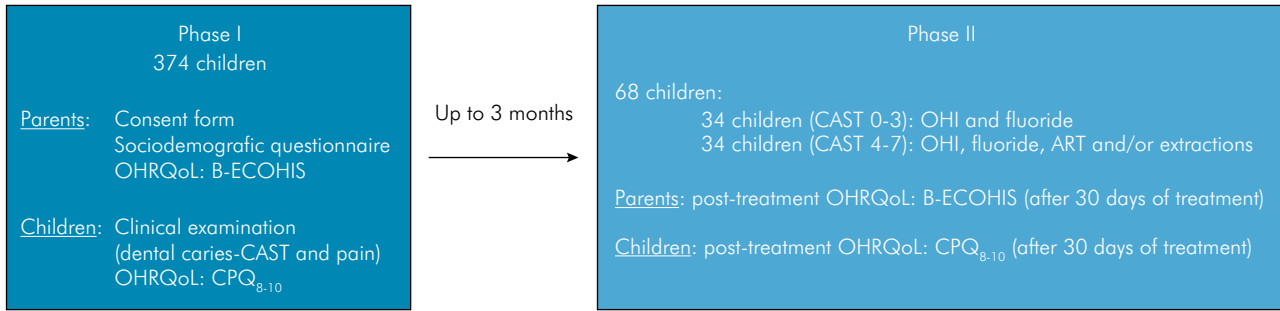 Phase I
374 children
Parents: Consent form
Sociodemografic questionnaire
OHRQoL: B-ECOHIS
Children: Clinical examination
(dental caries-CAST and pain)
OHRQoL: CPQ8-10
Up to 3 months
Phase II
68 children:
34 children (CAST 0-3): OHI and fluoride
34 children (CAST 4-7): OHI, fluoride, ART and/or extractions
Parents: post-treatment OHRQoL: B-ECOHIS (after 30 days of treatment)
Children: post-treatment OHRQoL: CPQ8-10 (after 30 days of treatment)